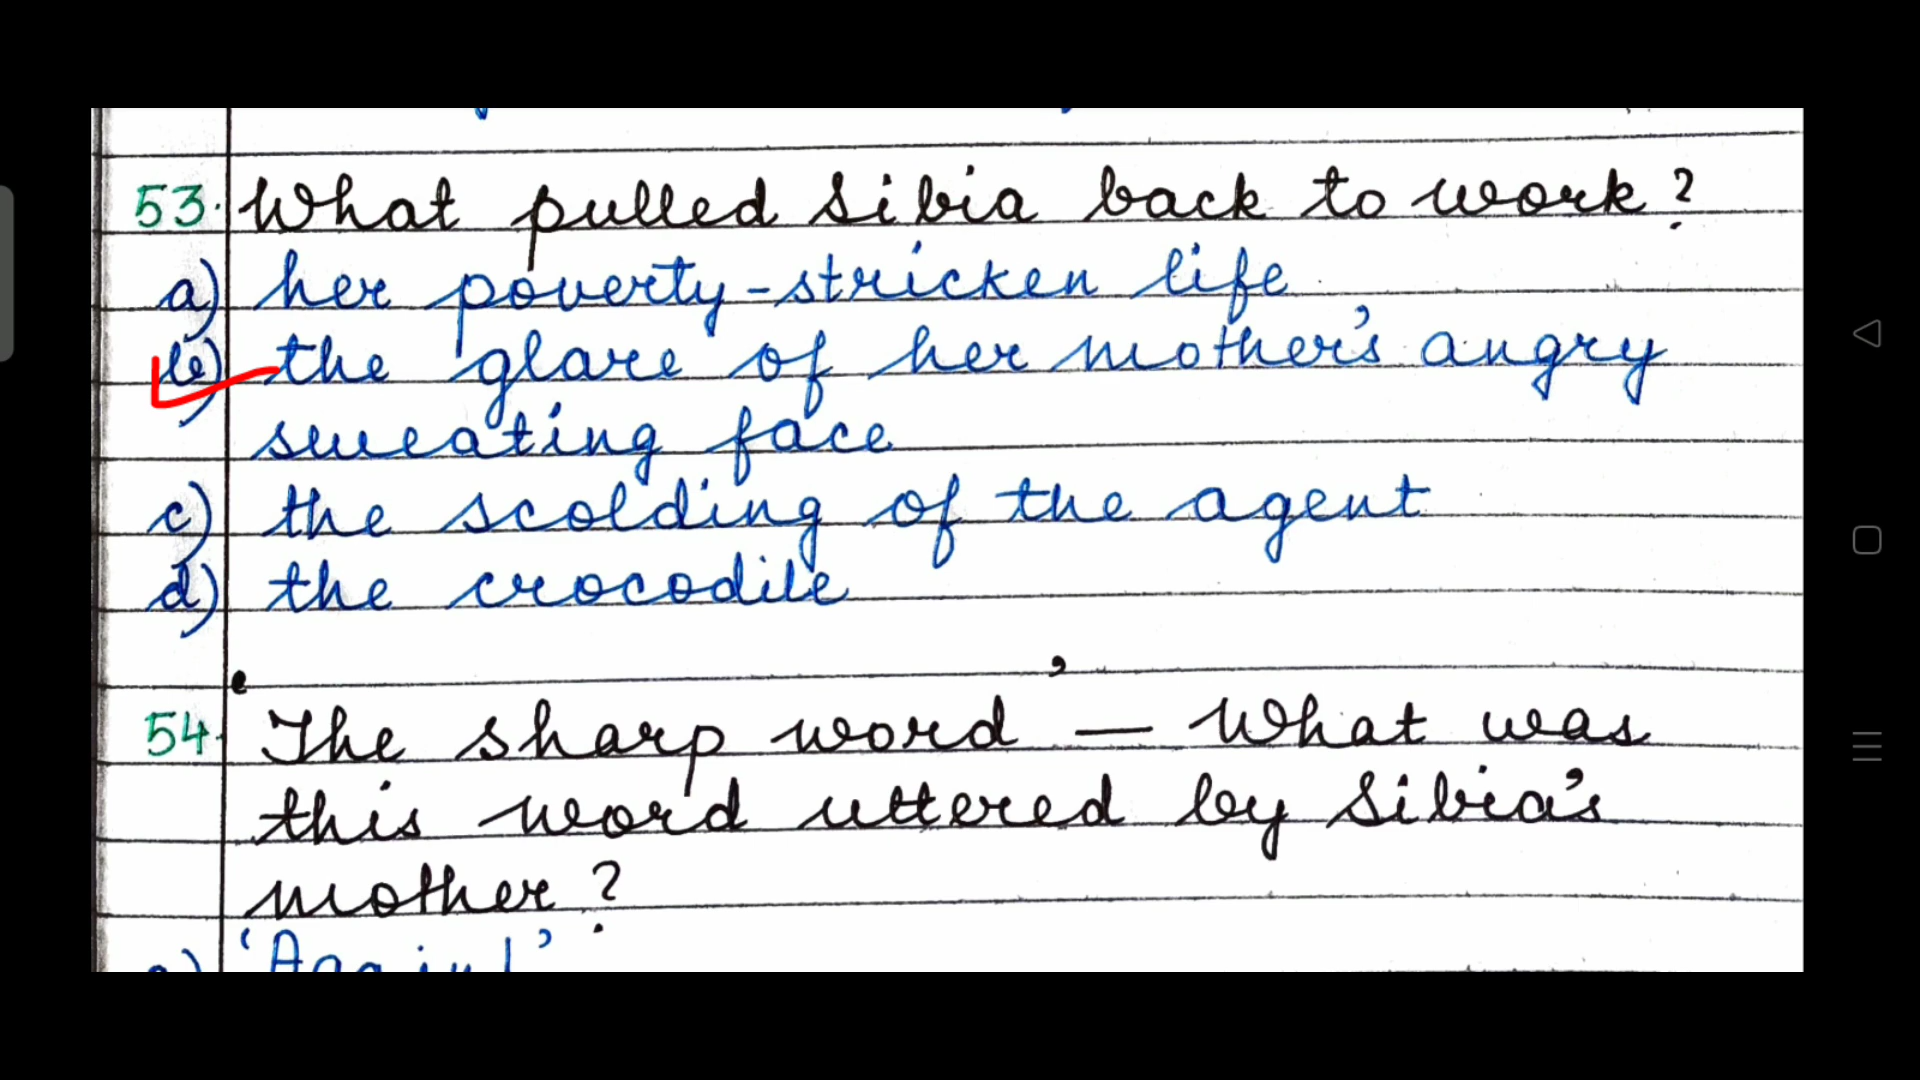 53. What pulled Sibia back to work?
a) her poverty-stricken life
b) the glare of her mother's angry
sweating face
c) the scolding of the agent
d) the crocodile
54. 'The sharp word' — What was
this word uttered by Sibia's
mother?
a) 'Again!'